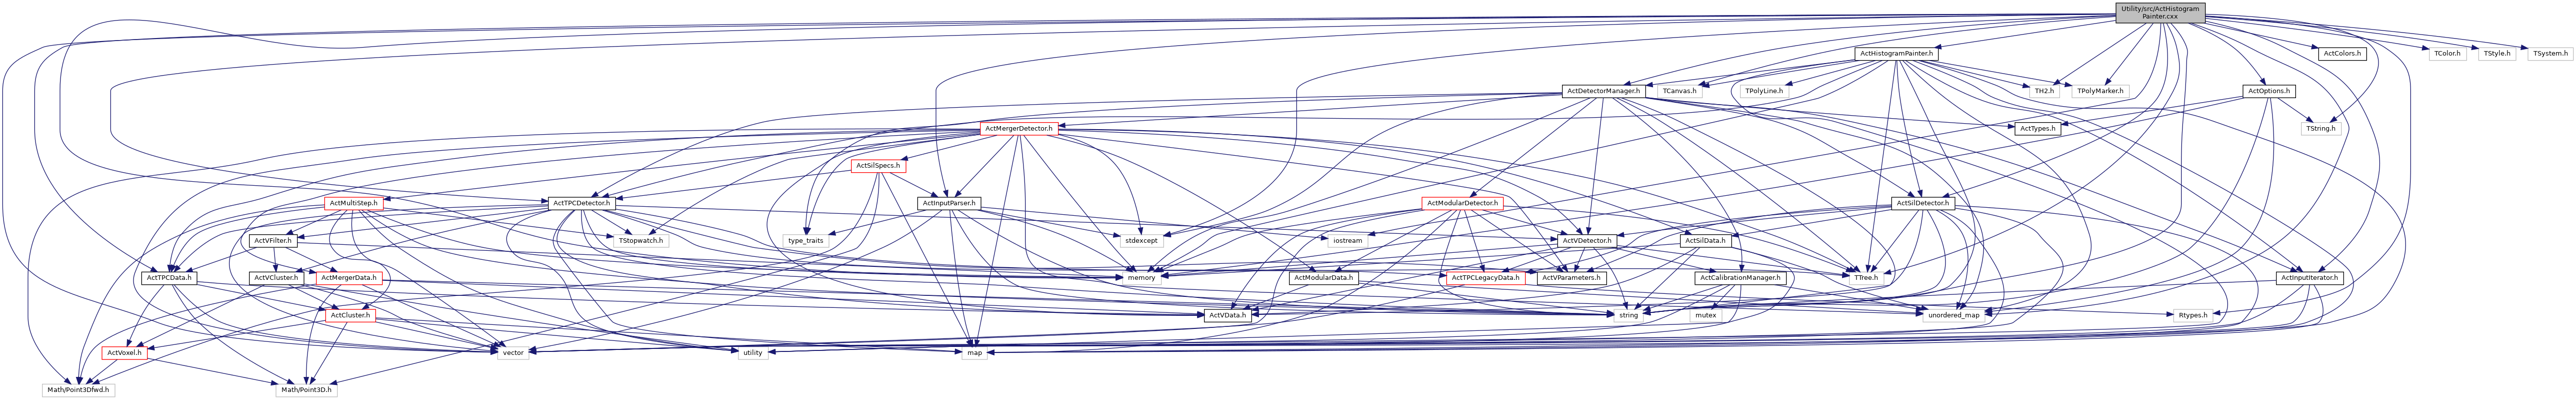 Utility/src/ActHistogram
Painter.cxx
ActHistogramPainter.h
ActColors.h
TColor.h
TStyle.h
TSystem.h
ActDetectorManager.h
TCanvas.h
TPolyLine.h
TH2.h
TPolyMarker.h
ActOptions.h
ActMergerDetector.h
ActTypes.h
TString.h
ActSilSpecs.h
ActMultiStep.h
ActTPCDetector.h
ActInputParser.h
ActModularDetector.h
ActSilDetector.h
ActVFilter.h
TStopwatch.h
type_traits
stdexcept
iostream
ActVDetector.h
ActSilData.h
ActTPCData.h
ActVCluster.h
ActMergerData.h
memory
ActModularData.h
ActTPCLegacyData.h
ActVParameters.h
ActCalibrationManager.h
TTree.h
ActInputIterator.h
ActCluster.h
ActVData.h
string
mutex
unordered_map
Rtypes.h
ActVoxel.h
vector
utility
map
Math/Point3Dfwd.h
Math/Point3D.h